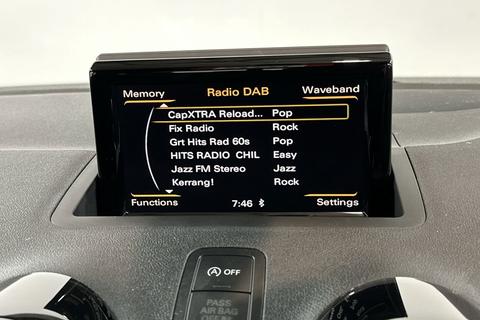 Memory Radio DAB Waveband
CapXTRA Reload... Pop
Fix Radio Rock
Grt Hits Rad 60s Pop
HITS RADIO CHIL Easy
Jazz FM Stereo Jazz
Kerrang! Rock
Functions 7:46 Settings
A OFF
PASS
AIR BAG